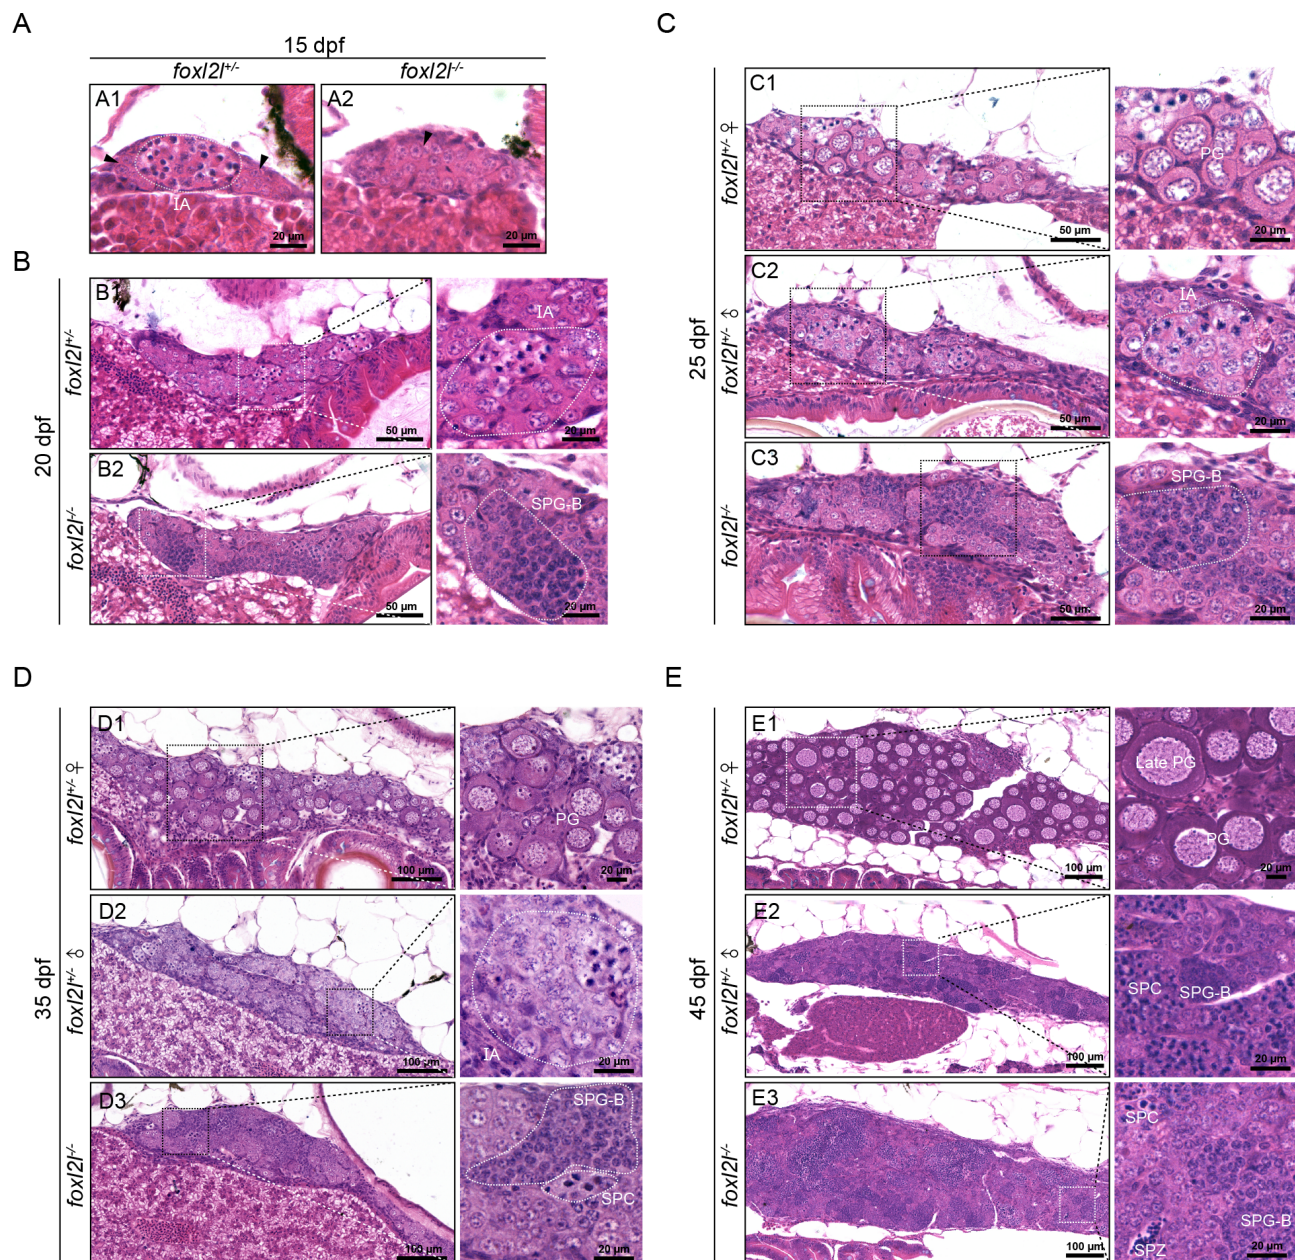 A
15 dpf
foxl2l+/-
foxl2l-/-
A1
IA
20 µm
A2
20 µm
B
20 dpf
foxl2l+/-
B1
50 µm
IA
20 µm
foxl2l-/-
B2
50 µm
SPG-B
20 µm
C
25 dpf
foxl2l+/- ♀
C1
50 µm
PG
20 µm
foxl2l+/- ♂
C2
50 µm
IA
20 µm
foxl2l-/-
C3
50 µm
SPG-B
20 µm
D
35 dpf
foxl2l+/- ♀
D1
100 µm
PG
20 µm
foxl2l+/- ♂
D2
100 µm
IA
20 µm
foxl2l-/-
D3
100 µm
SPG-B
SPC
20 µm
E
45 dpf
foxl2l+/- ♀
E1
100 µm
Late PG
PG
20 µm
foxl2l+/- ♂
E2
100 µm
SPC
SPG-B
20 µm
foxl2l-/-
E3
100 µm
SPC
SPG-B
SPZ
20 µm